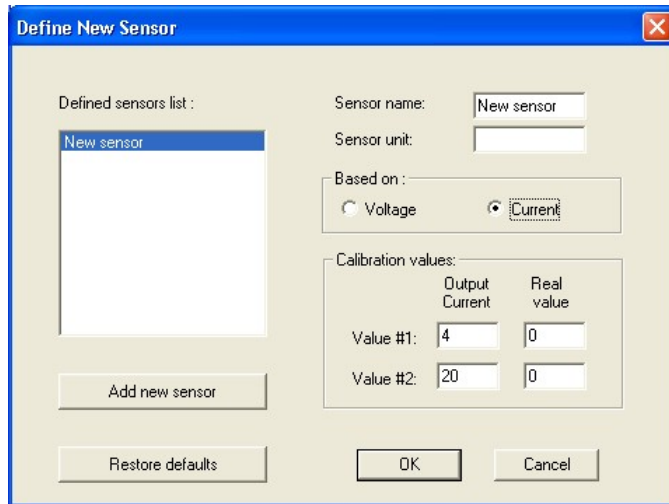 Define New Sensor
Defined sensors list :
New sensor
Add new sensor
Restore defaults
Sensor name: New sensor
Sensor unit:
Based on :
Voltage Current
Calibration values:
Output Current Real value
Value #1: 4 0
Value #2: 20 0
OK Cancel